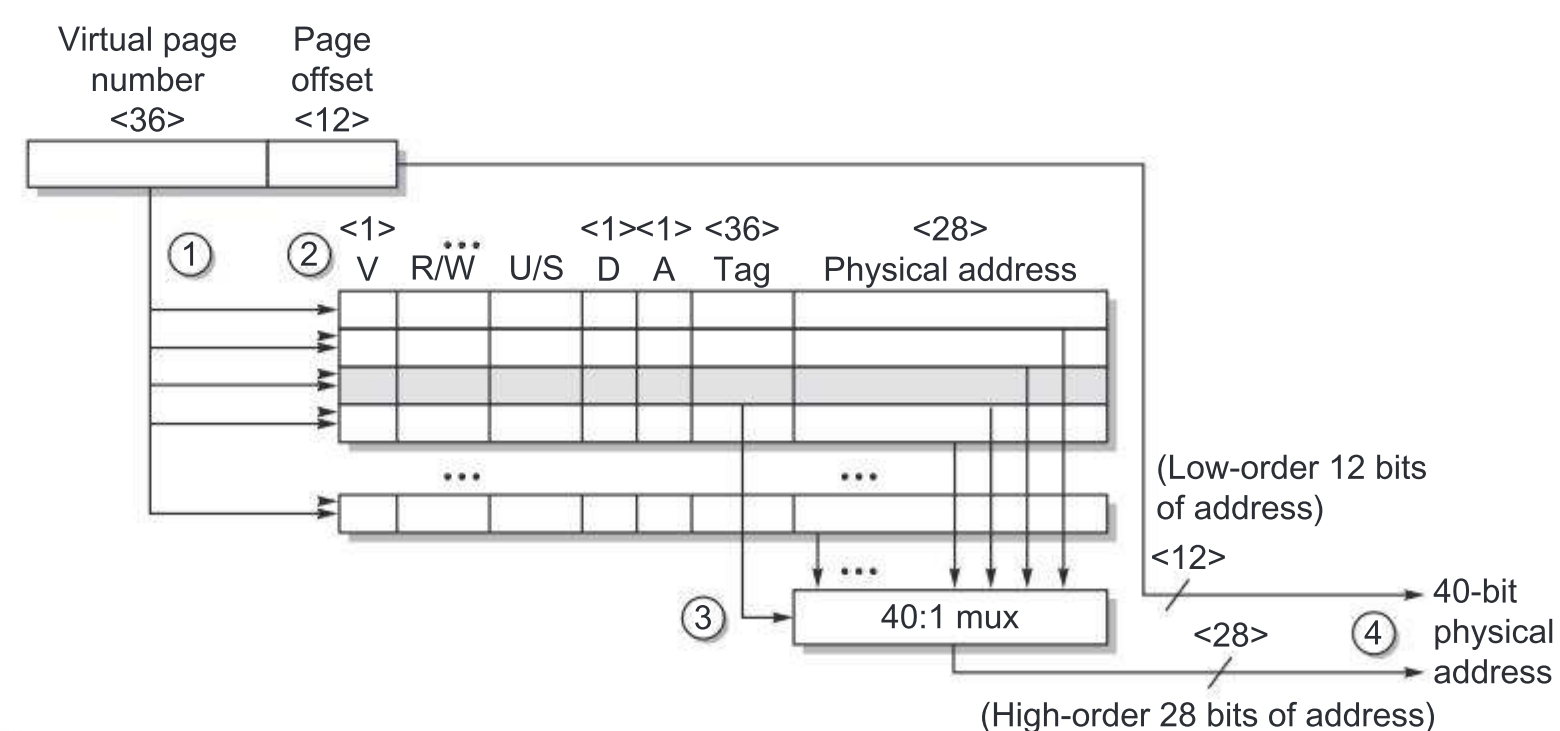 Virtual page
number
<36>
Page
offset
<12>
1
2
<1> <1><1> <36> <28>
...
V R/W U/S D A Tag Physical address
... ...
(Low-order 12 bits
of address)
<12>
...
3
40:1 mux
<28>
4
40-bit
physical
address
(High-order 28 bits of address)